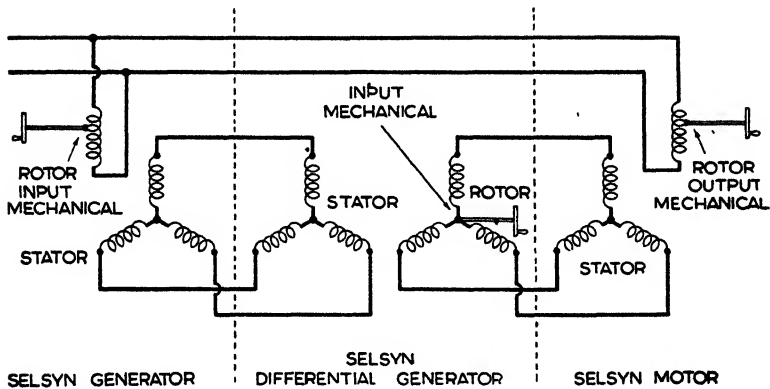 INPUT
MECHANICAL
ROTOR
INPUT
MECHANICAL
STATOR
STATOR
ROTOR
STATOR
ROTOR
OUTPUT
MECHANICAL
SELSYN GENERATOR
SELSYN
DIFFERENTIAL GENERATOR
SELSYN MOTOR